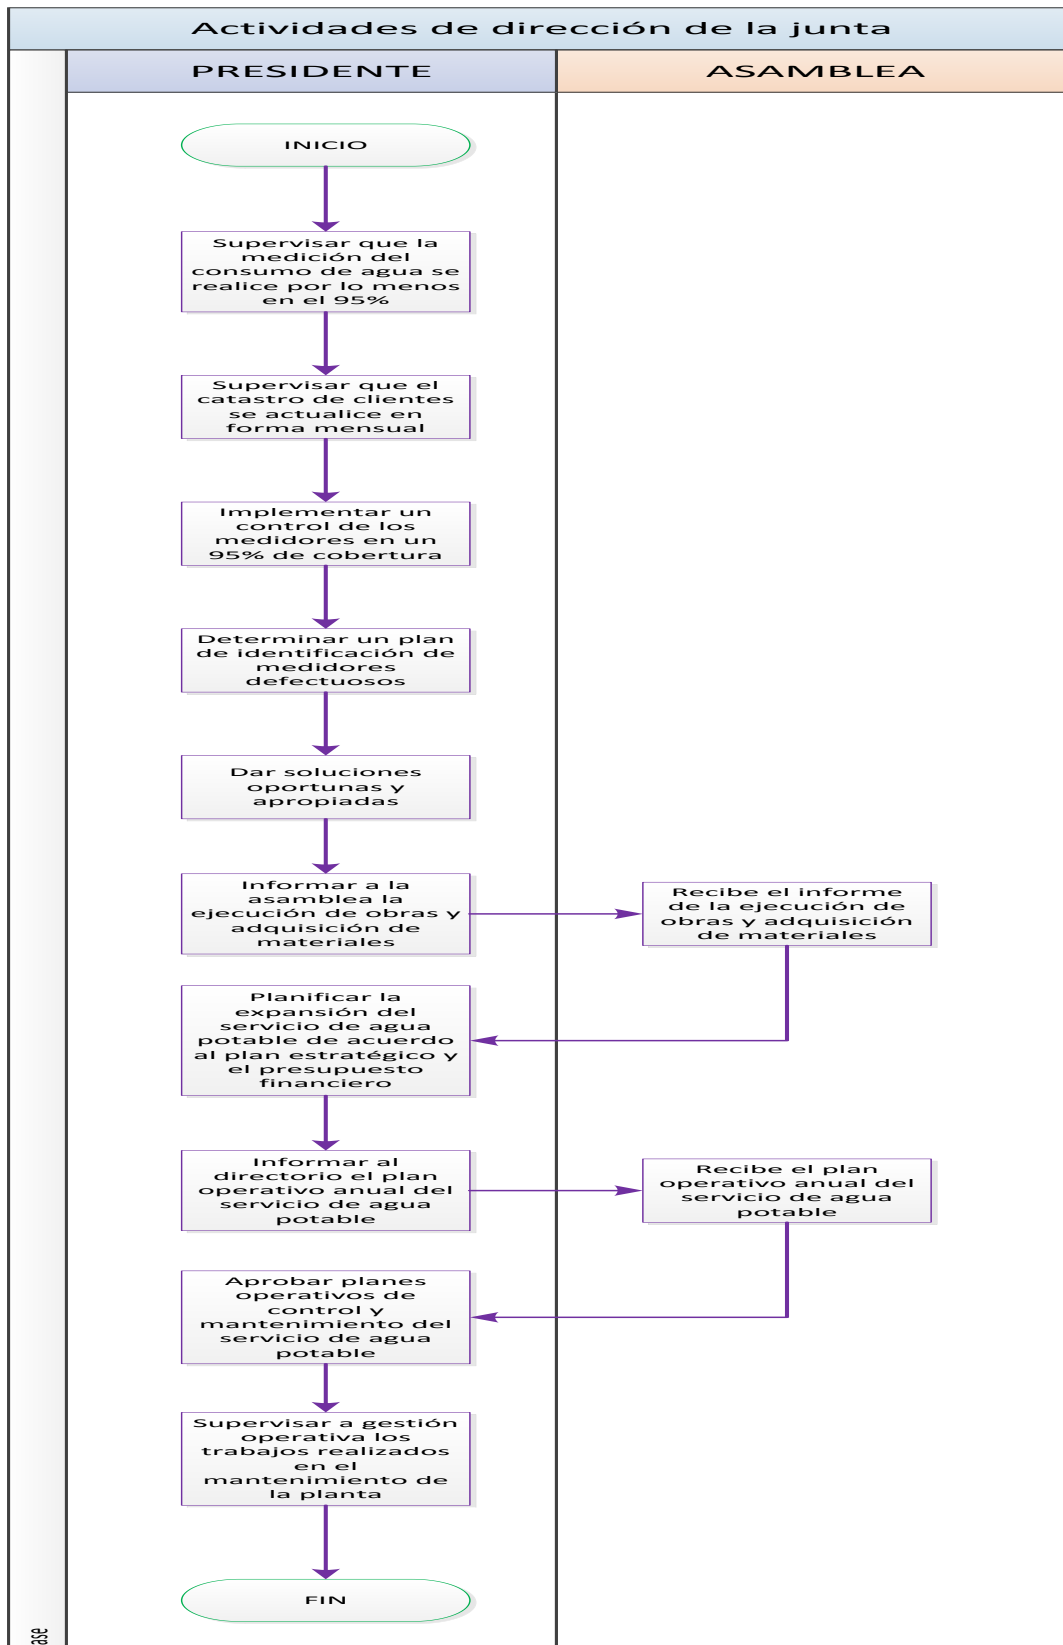 Actividades de dirección de la junta
PRESIDENTE
ASAMBLEA
INICIO
Supervisar que la
medición del
consumo de agua se
realice por lo menos
en el 95%
Supervisar que el
catastro de clientes
se actualice en
forma mensual
Implementar un
control de los
medidores en un
95% de cobertura
Determinar un plan
de identificación de
medidores
defectuosos
Dar soluciones
oportunas y
apropiadas
Informar a la
asamblea la
ejecución de obras y
adquisición de
materiales
Recibe el informe
de la ejecución de
obras y adquisición
de materiales
Planificar la
expansión del
servicio de agua
potable de acuerdo
al plan estratégico y
el presupuesto
financiero
Informar al
directorio el plan
operativo anual del
servicio de agua
potable
Recibe el plan
operativo anual del
servicio de agua
potable
Aprobar planes
operativos de
control y
mantenimiento del
servicio de agua
potable
Supervisar a gestión
operativa los
trabajos realizados
en el
mantenimiento de
la planta
FIN